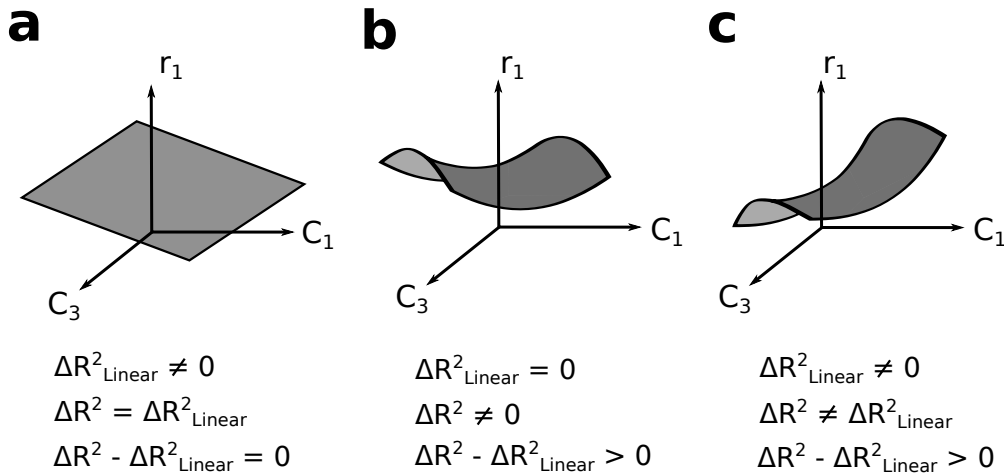 a
r₁
C₁
C₃
ΔR²Linear ≠ 0
ΔR² = ΔR²Linear
ΔR² - ΔR²Linear = 0
b
r₁
C₁
C₃
ΔR²Linear = 0
ΔR² ≠ 0
ΔR² - ΔR²Linear > 0
c
r₁
C₁
C₃
ΔR²Linear ≠ 0
ΔR² ≠ ΔR²Linear
ΔR² - ΔR²Linear > 0